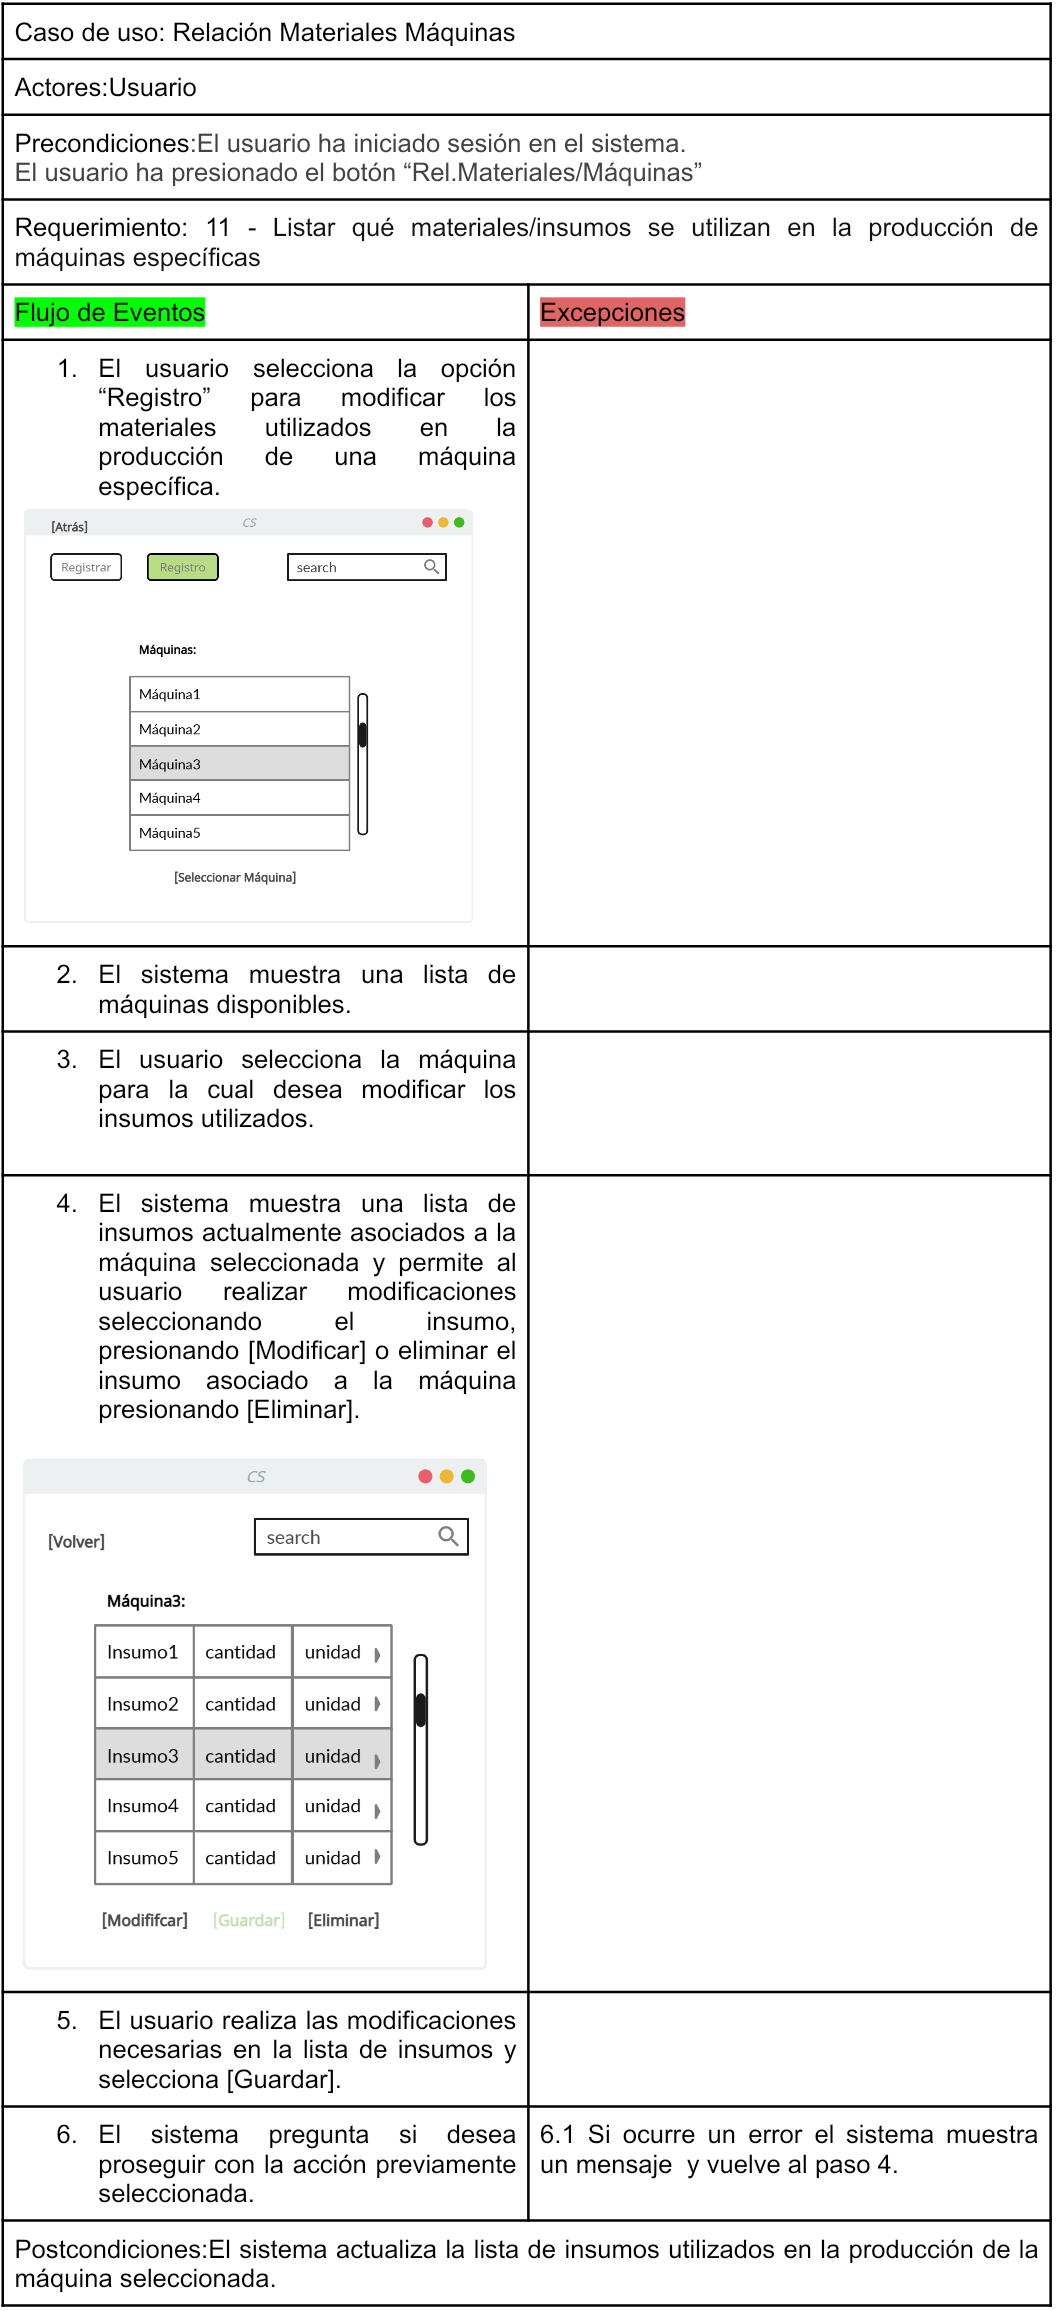 Caso de uso: Relación Materiales Máquinas
Actores:Usuario
Precondiciones:El usuario ha iniciado sesión en el sistema.
El usuario ha presionado el botón “Rel.Materiales/Máquinas”
Requerimiento: 11 - Listar qué materiales/insumos se utilizan en la producción de
máquinas específicas
Flujo de Eventos
Excepciones
1. El usuario selecciona la opción
“Registro” para modificar los
materiales utilizados en la
producción de una máquina
específica.
[Atrás]
CS
Registrar
Registro
search
Máquinas:
Máquina1
Máquina2
Máquina3
Máquina4
Máquina5
[Seleccionar Máquina]
2. El sistema muestra una lista de
máquinas disponibles.
3. El usuario selecciona la máquina
para la cual desea modificar los
insumos utilizados.
4. El sistema muestra una lista de
insumos actualmente asociados a la
máquina seleccionada y permite al
usuario realizar modificaciones
seleccionando el insumo,
presionando [Modificar] o eliminar el
insumo asociado a la máquina
presionando [Eliminar].
CS
[Volver]
search
Máquina3:
Insumo1 cantidad unidad
Insumo2 cantidad unidad
Insumo3 cantidad unidad
Insumo4 cantidad unidad
Insumo5 cantidad unidad
[Modififcar] [Guardar] [Eliminar]
5. El usuario realiza las modificaciones
necesarias en la lista de insumos y
selecciona [Guardar].
6. El sistema pregunta si desea
proseguir con la acción previamente
seleccionada.
6.1 Si ocurre un error el sistema muestra
un mensaje y vuelve al paso 4.
Postcondiciones:El sistema actualiza la lista de insumos utilizados en la producción de la
máquina seleccionada.